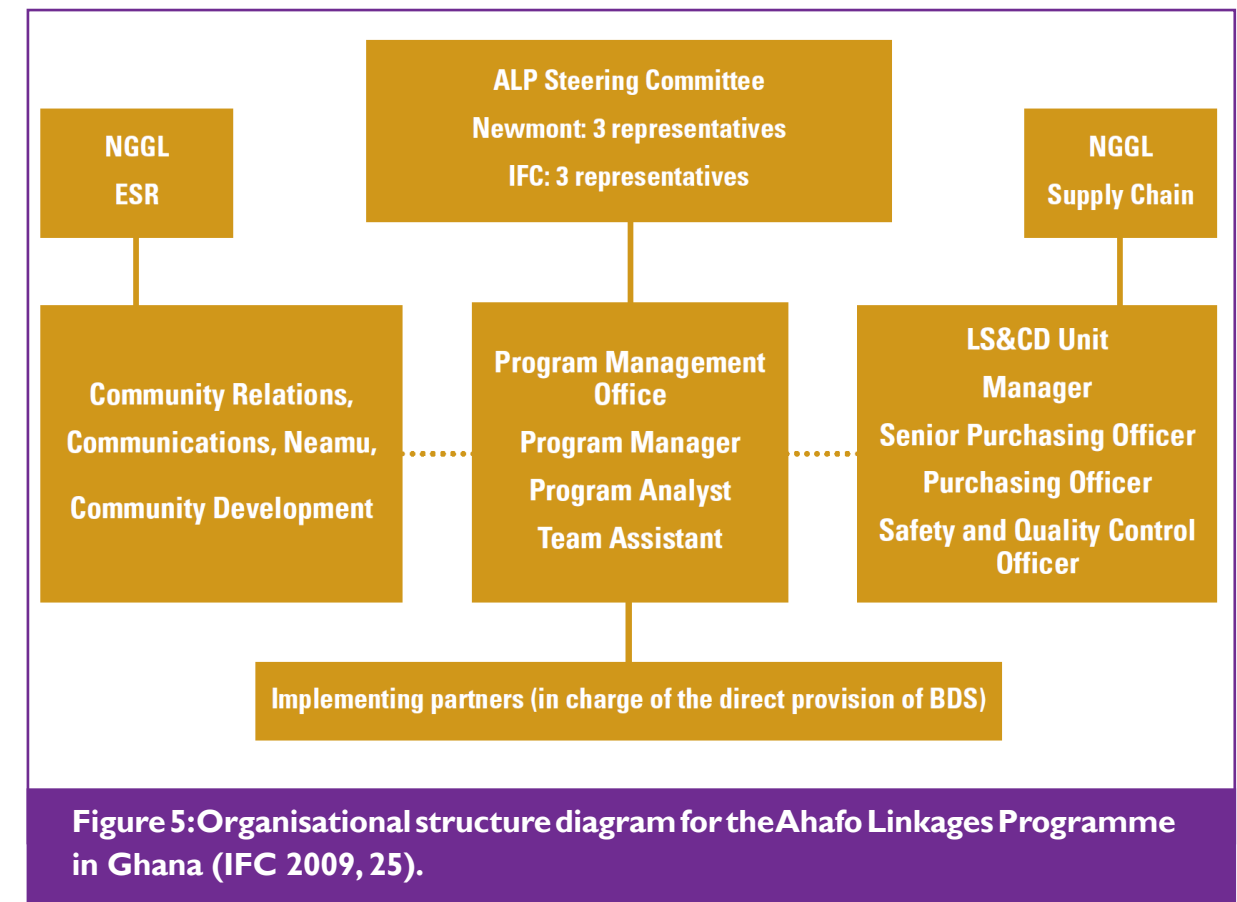 ALP Steering Committee
Newmont: 3 representatives
IFC: 3 representatives
NGGL
ESR
NGGL
Supply Chain
Community Relations,
Communications, Neamu,
Community Development
Program Management
Office
Program Manager
Program Analyst
Team Assistant
LS&CD Unit
Manager
Senior Purchasing Officer
Purchasing Officer
Safety and Quality Control
Officer
Implementing partners (in charge of the direct provision of BDS)
Figure 5: Organisational structure diagram for the Ahafo Linkages Programme
in Ghana (IFC 2009, 25).